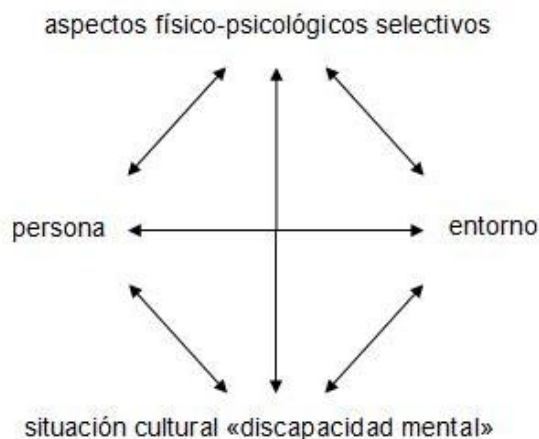 aspectos físico-psicológicos selectivos
persona
entorno
situación cultural «discapacidad mental»